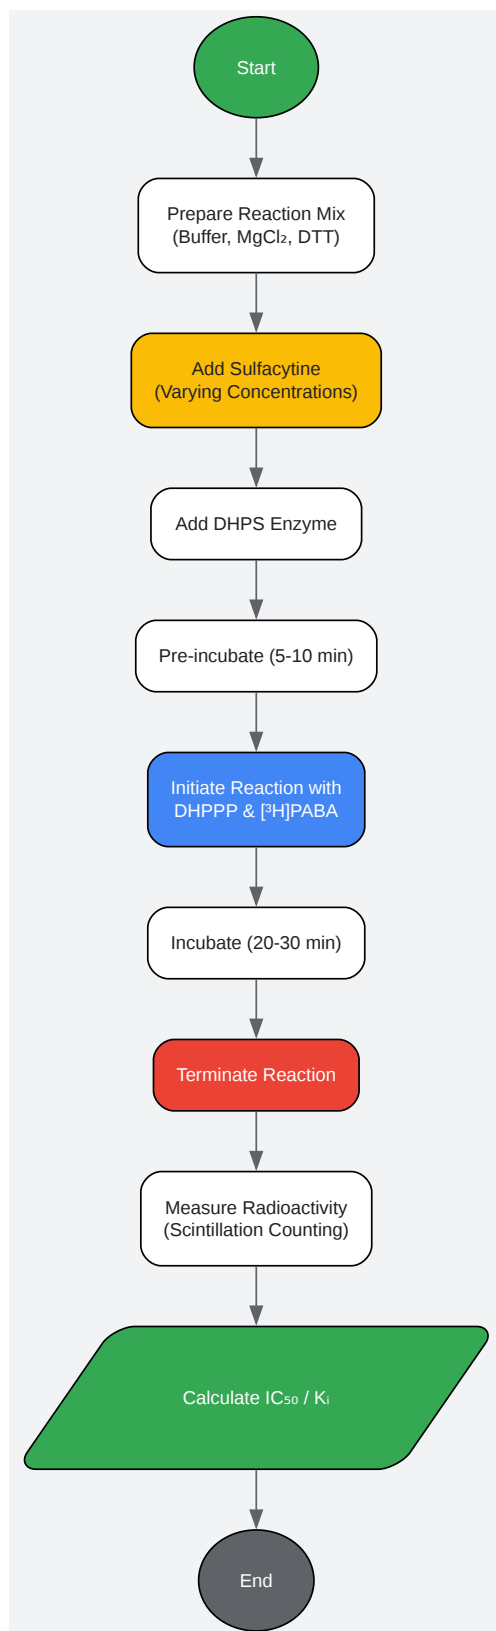 Start
Prepare Reaction Mix
(Buffer, MgCl₂, DTT)
Add Sulfacytine
(Varying Concentrations)
Add DHPS Enzyme
Pre-incubate (5-10 min)
Initiate Reaction with
DHPPP & [³H]PABA
Incubate (20-30 min)
Terminate Reaction
Measure Radioactivity
(Scintillation Counting)
Calculate IC₅₀ / Kᵢ
End